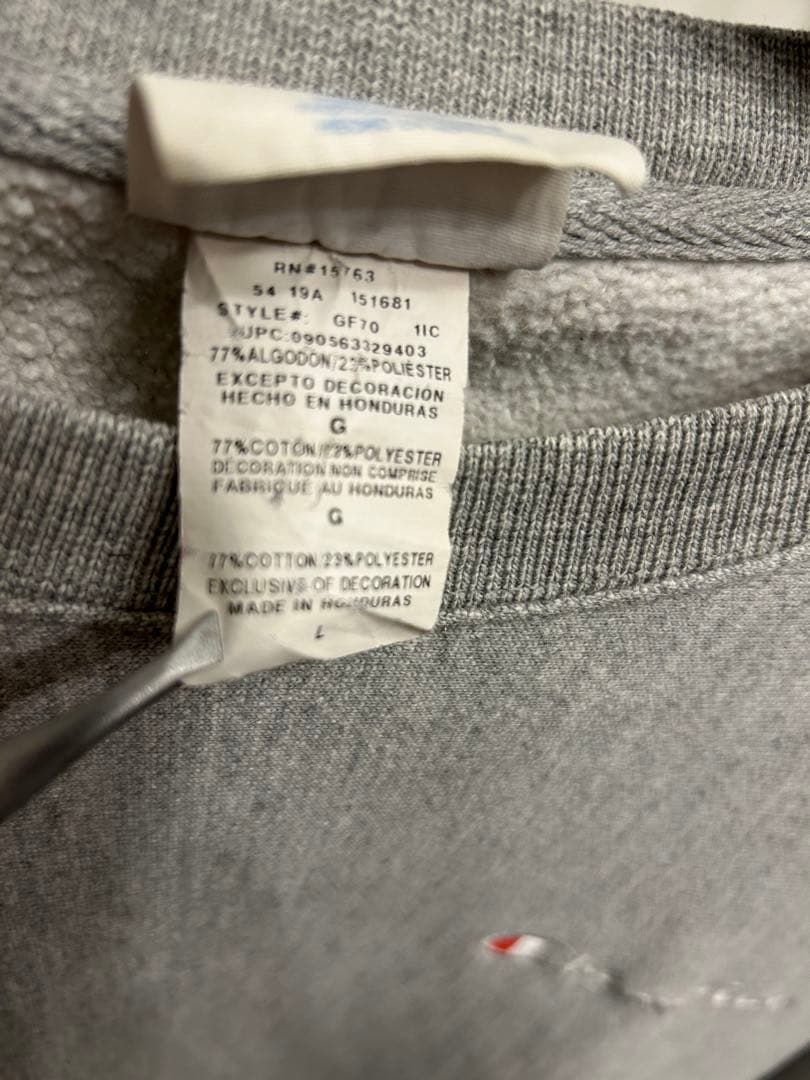 RN#15763
54 19A 151681
STYLE#: GF70 1IC
UPC:090563329403
77%ALGODON/23%POLIESTER
EXCEPTO DECORACIÓN
HECHO EN HONDURAS
G
77%COTON/23%POLYESTER
DECORATION NON COMPRISE
FABRIQUE AU HONDURAS
G
77%COTTON 23%POLYESTER
EXCLUSIVE OF DECORATION
MADE IN HONDURAS
L